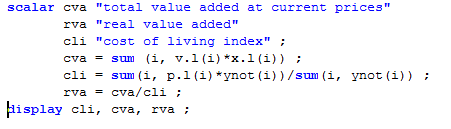 scalar cva "total value added at current prices"
rva "real value added"
cli "cost of living index" ;
cva = sum (i, v.l(i)*x.l(i)) ;
cli = sum(i, p.l(i)*ynot(i))/sum(i, ynot(i)) ;
rva = cva/cli ;
display cli, cva, rva ;